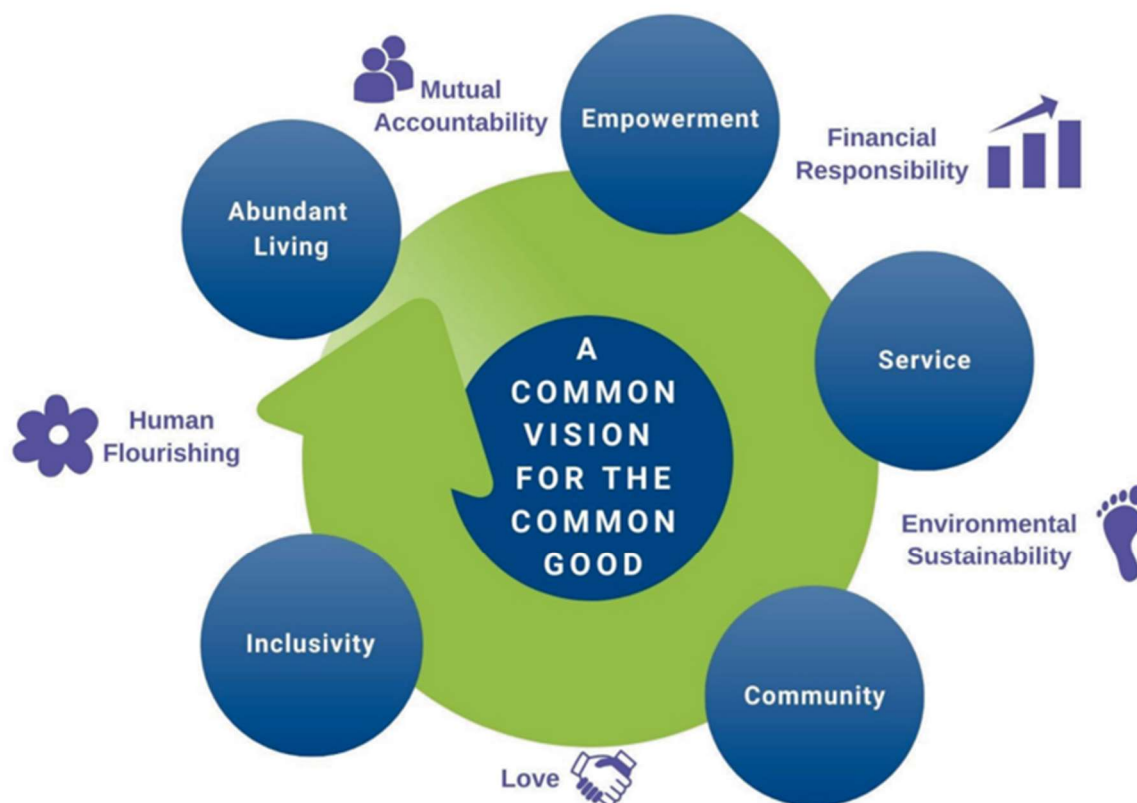 Mutual
Accountability
Empowerment
Financial
Responsibility
Abundant
Living
Service
A
COMMON
VISION
FOR THE
COMMON
GOOD
Human
Flourishing
Environmental
Sustainability
Inclusivity
Community
Love